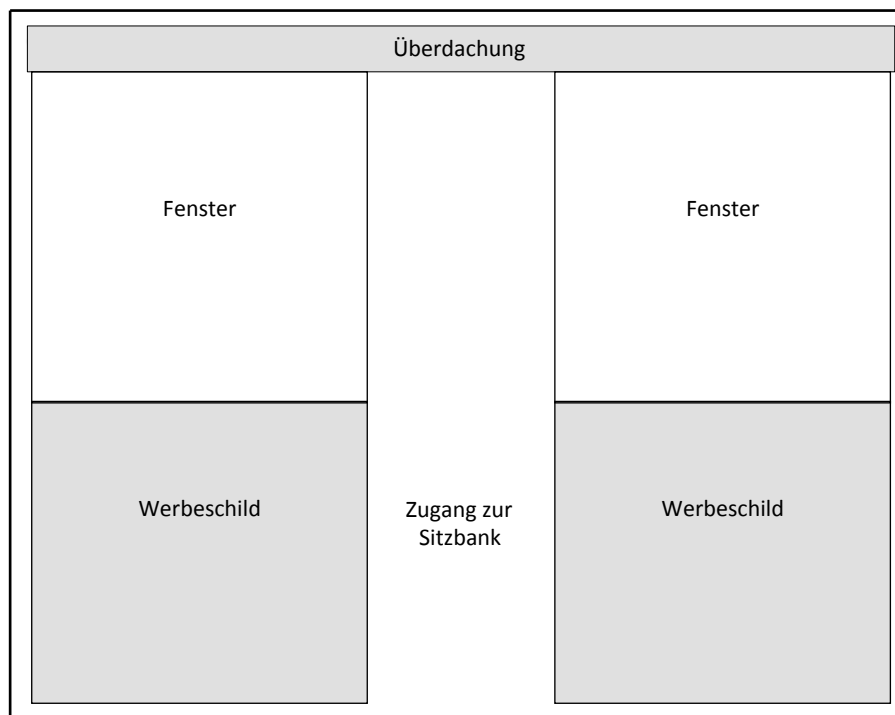 Überdachung
Fenster
Fenster
Werbeschild
Zugang zur
Sitzbank
Werbeschild